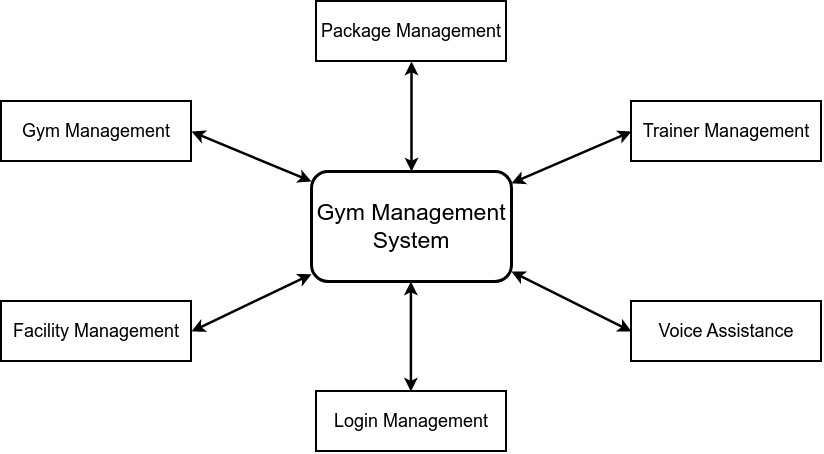 Package Management
Gym Management
Trainer Management
Gym Management
System
Facility Management
Voice Assistance
Login Management